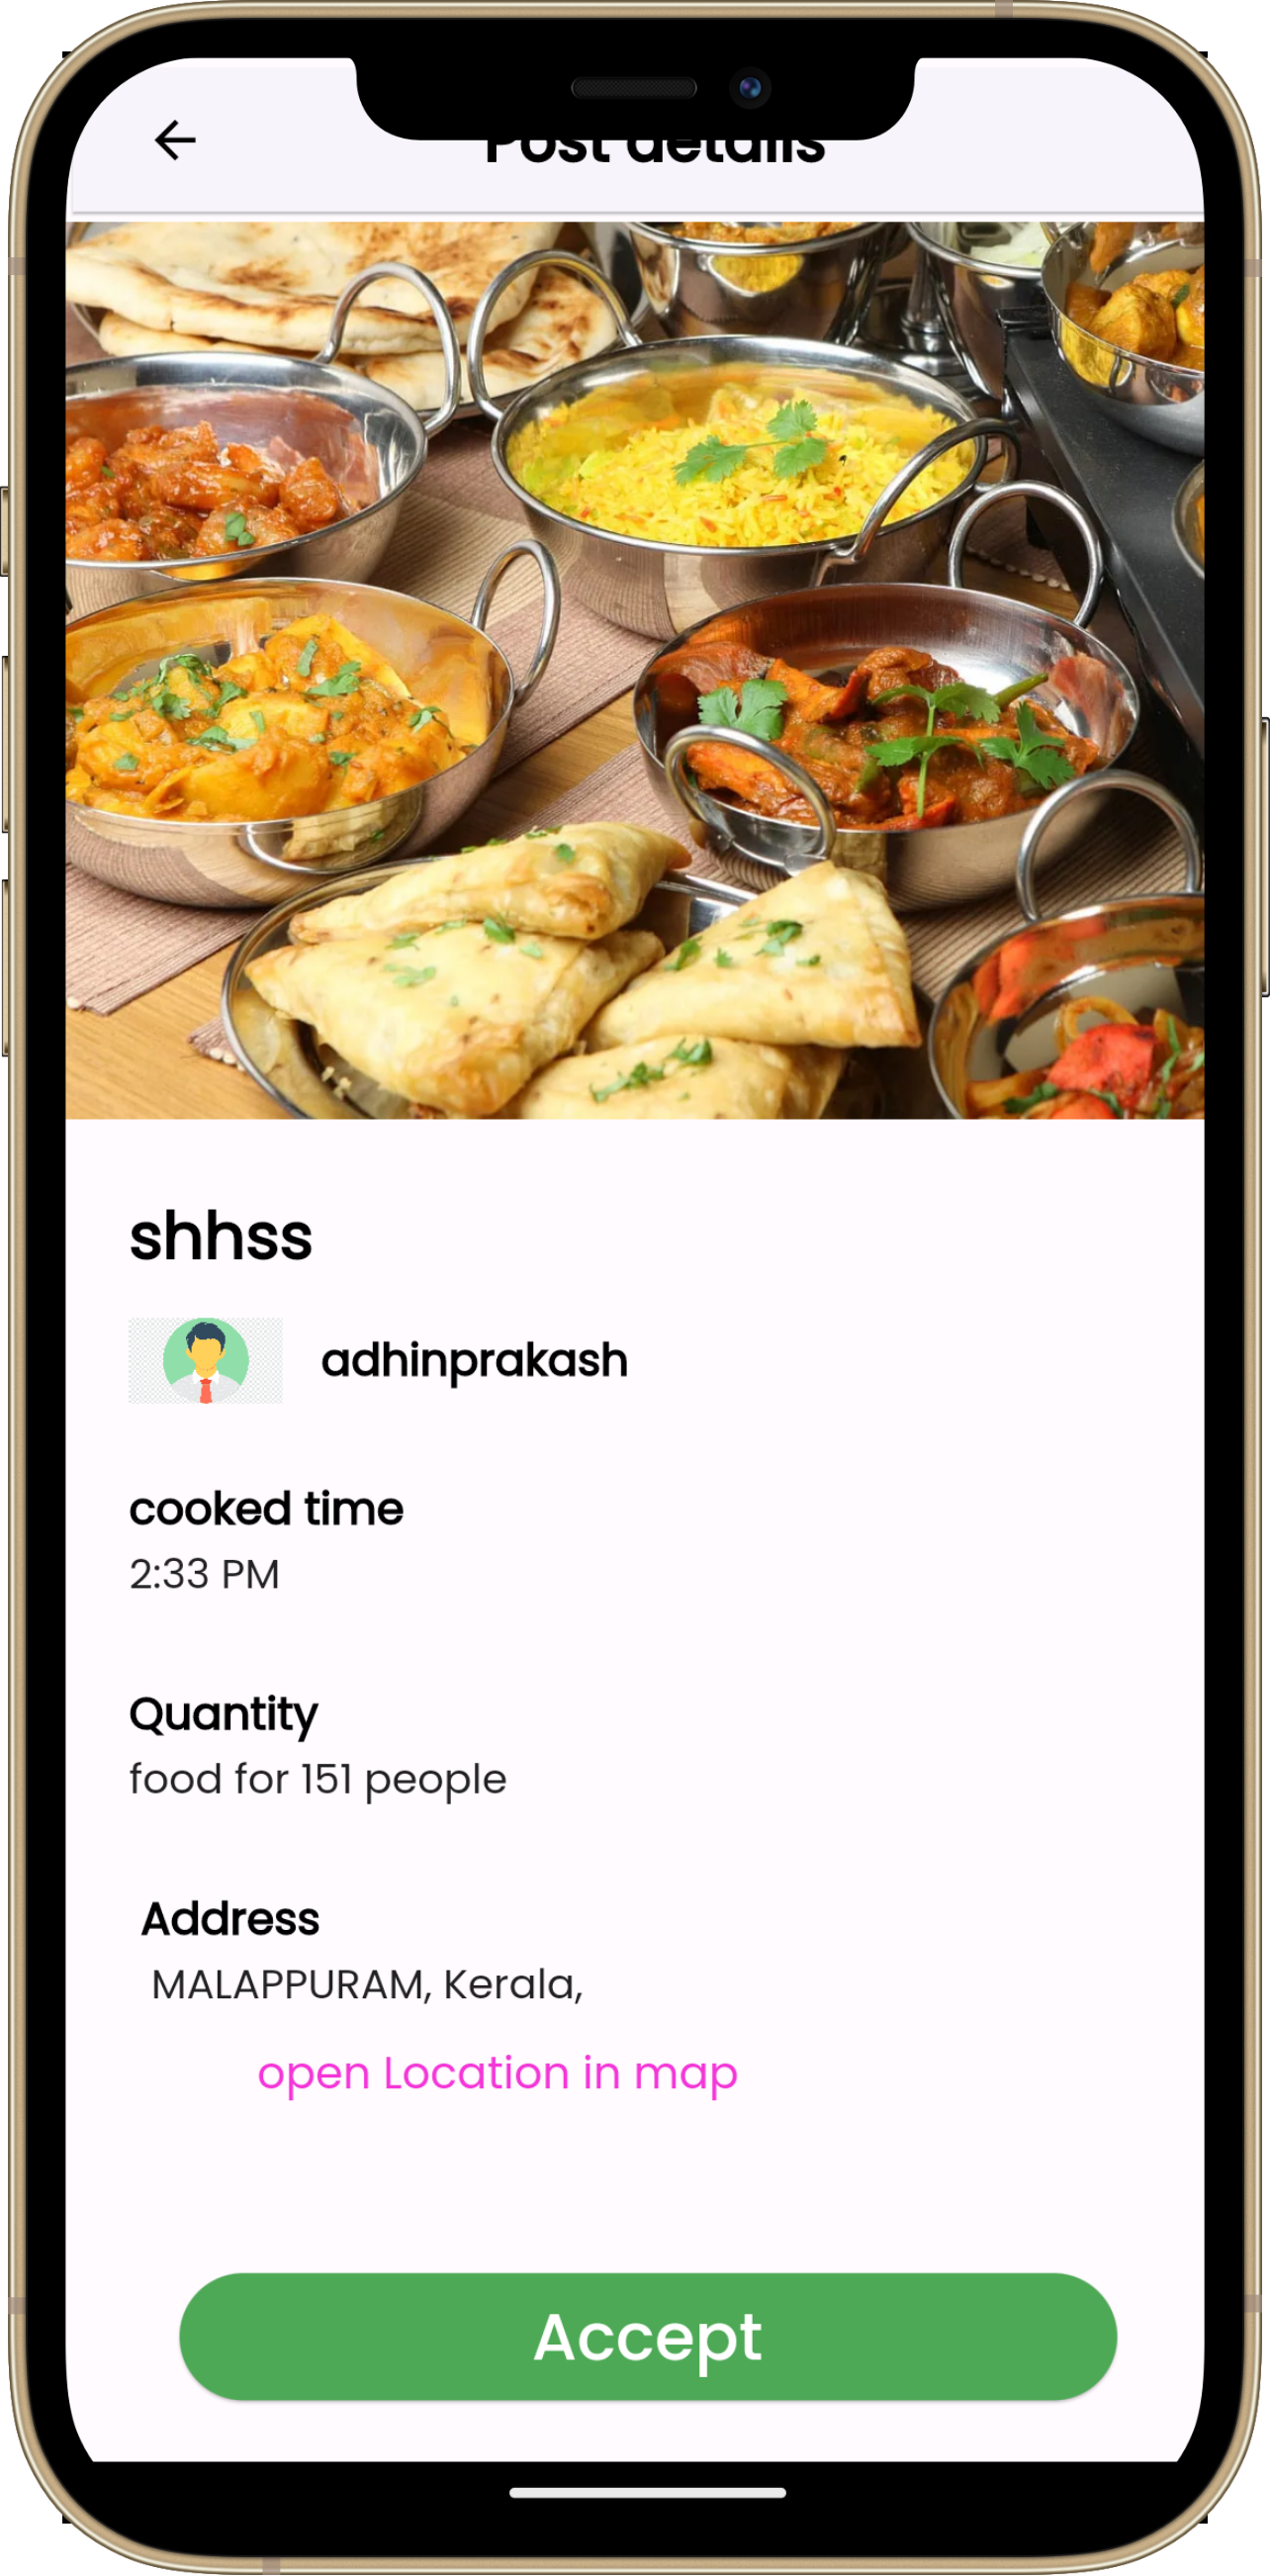 Post details
shhss
adhinprakash
cooked time
2:33 PM
Quantity
food for 151 people
Address
MALAPPURAM, Kerala,
open Location in map
Accept